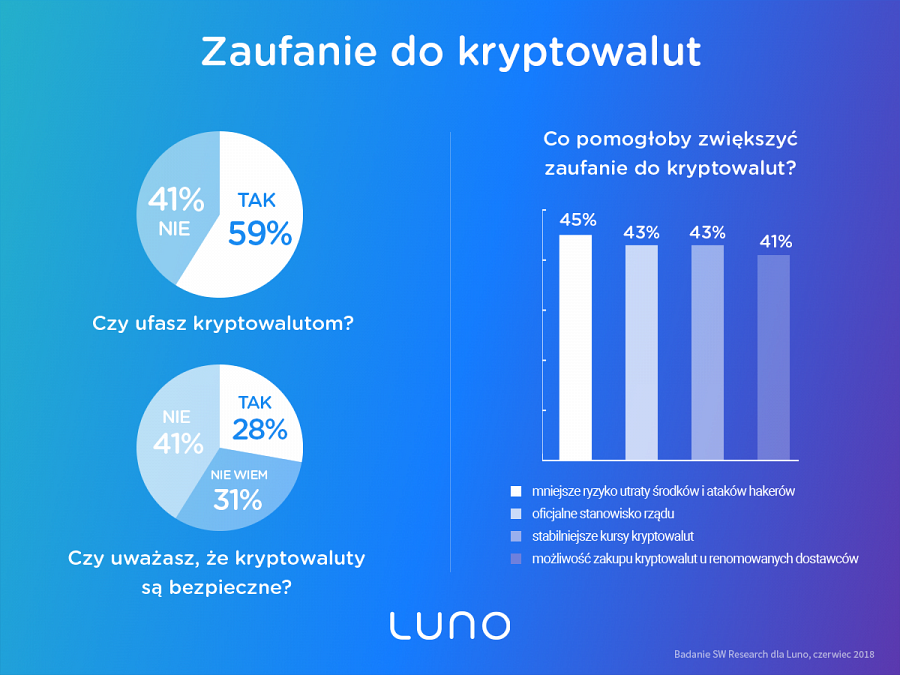 Zaufanie do kryptowalut
41%
NIE
TAK
59%
Czy ufasz kryptowalutom?
NIE
41%
TAK
28%
NIE WIEM
31%
Czy uważasz, że kryptowaluty
są bezpieczne?
Co pomogłoby zwiększyć
zaufanie do kryptowalut?
45%
43%
43%
41%
mniejsze ryzyko utraty środków i ataków hakerów
oficjalne stanowisko rządu
stabilniejsze kursy kryptowalut
możliwość zakupu kryptowalut u renomowanych dostawców
LUNO
Badanie SW Research dla Luno, czerwiec 2018